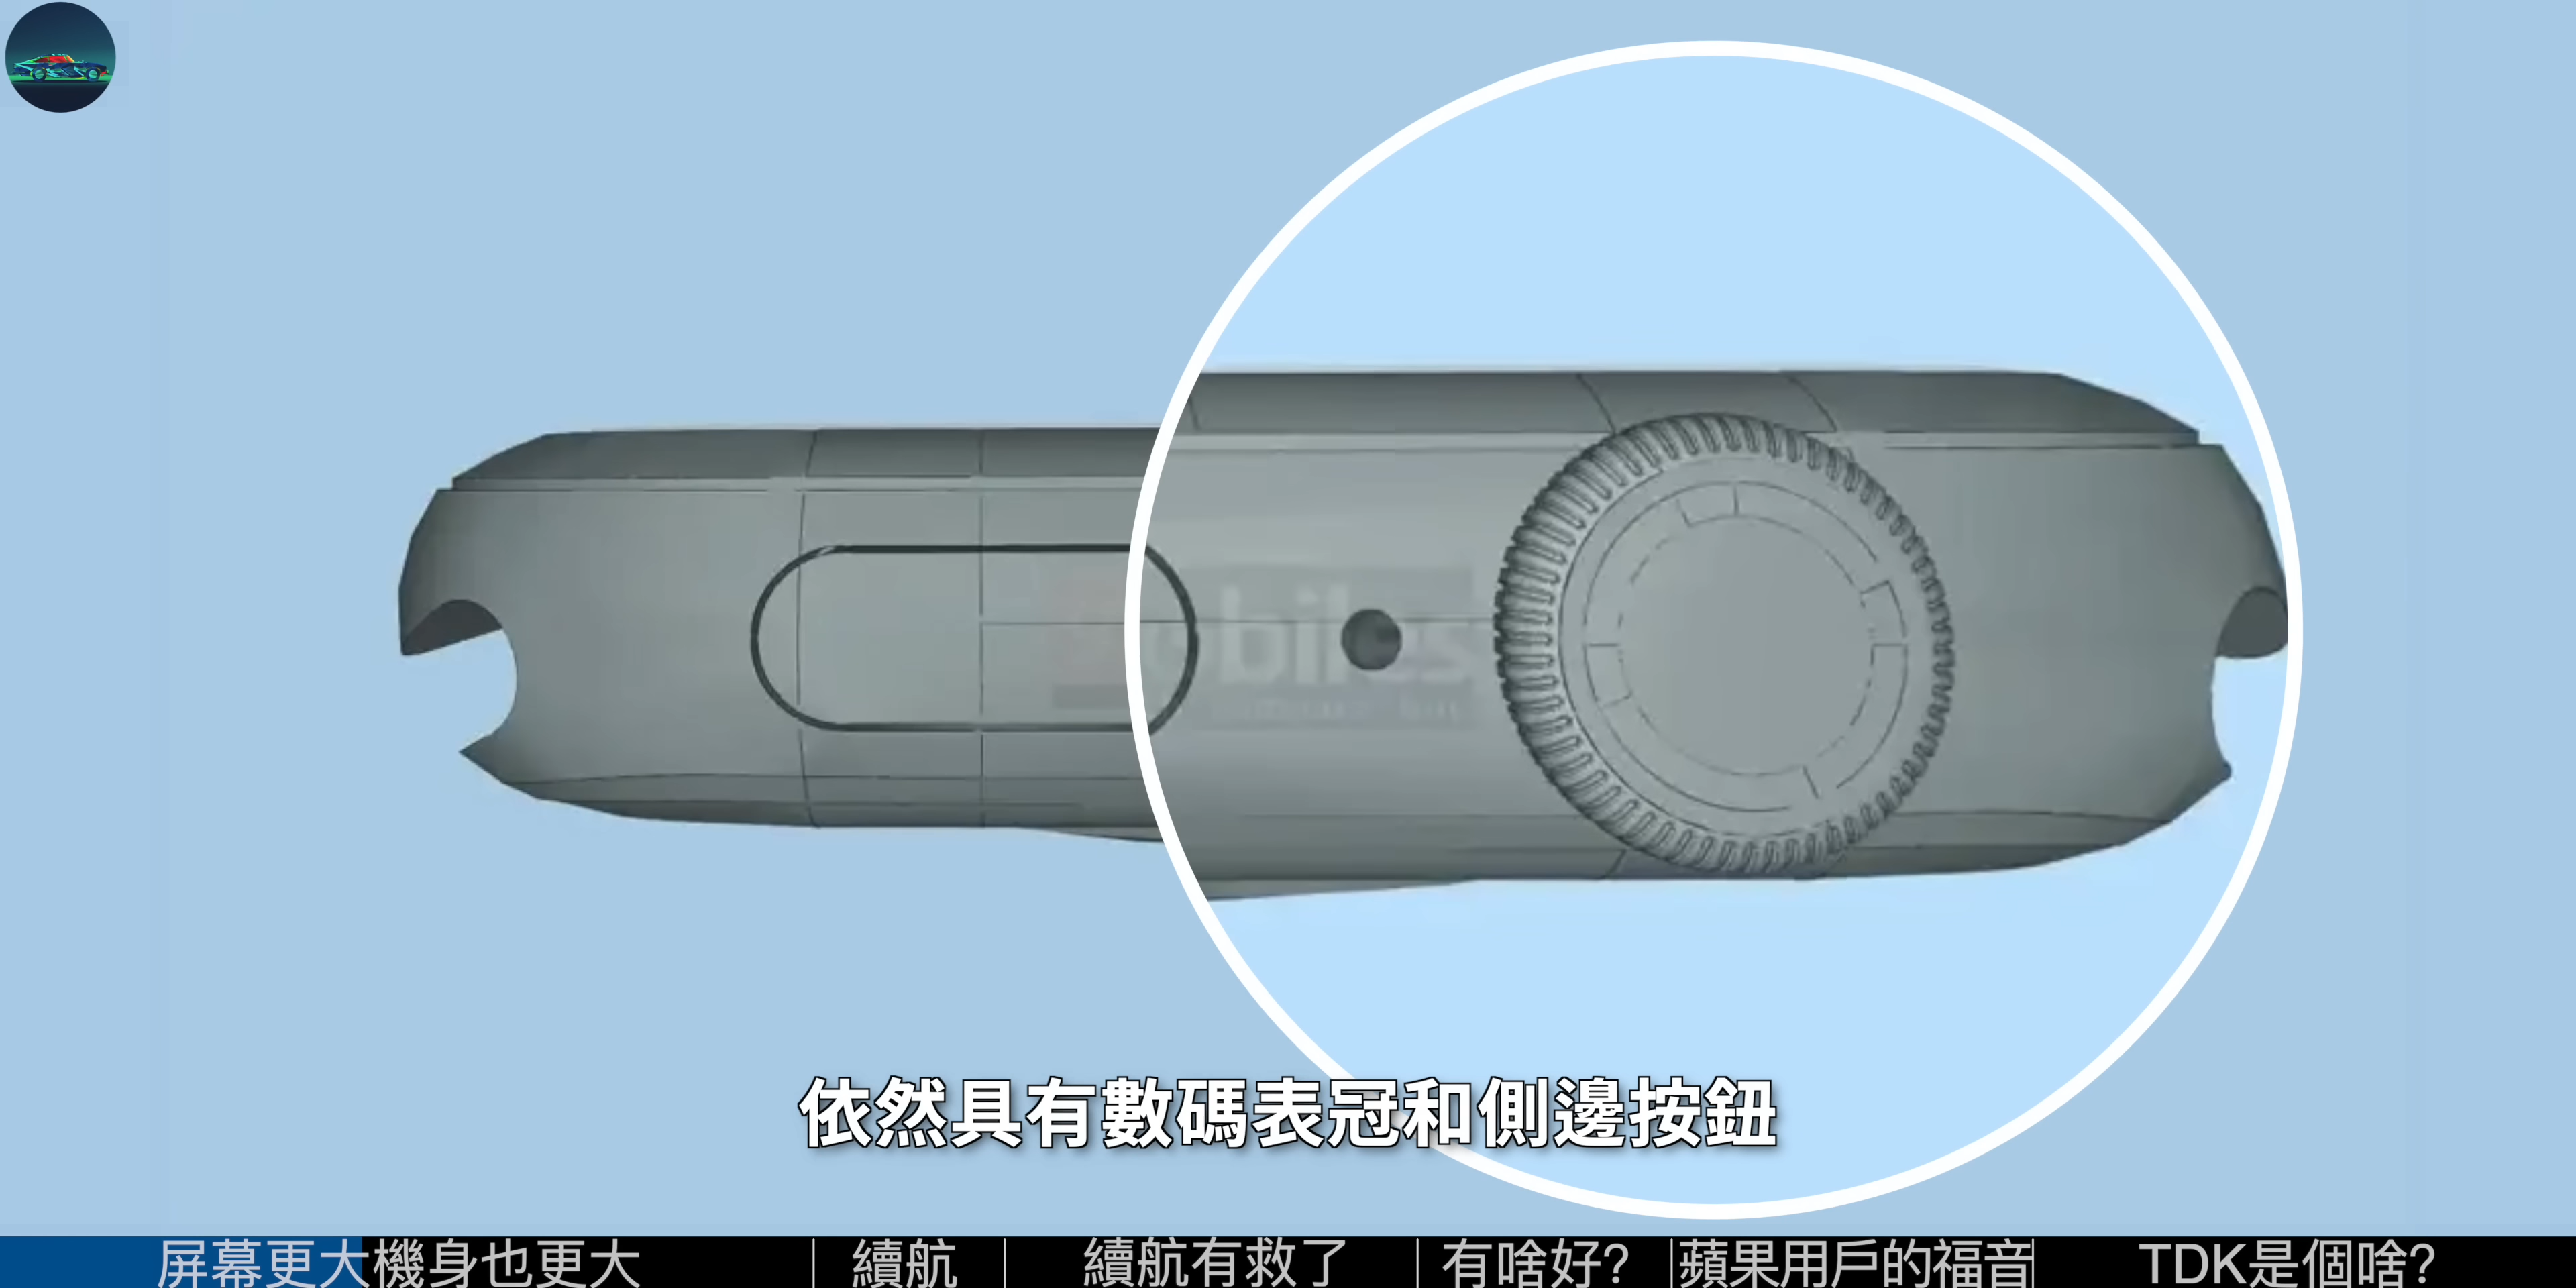 依然具有數碼表冠和側邊按鈕
屏幕更大機身也更大
續航
續航有救了
有啥好?
蘋果用戶的福音
TDK是個啥?